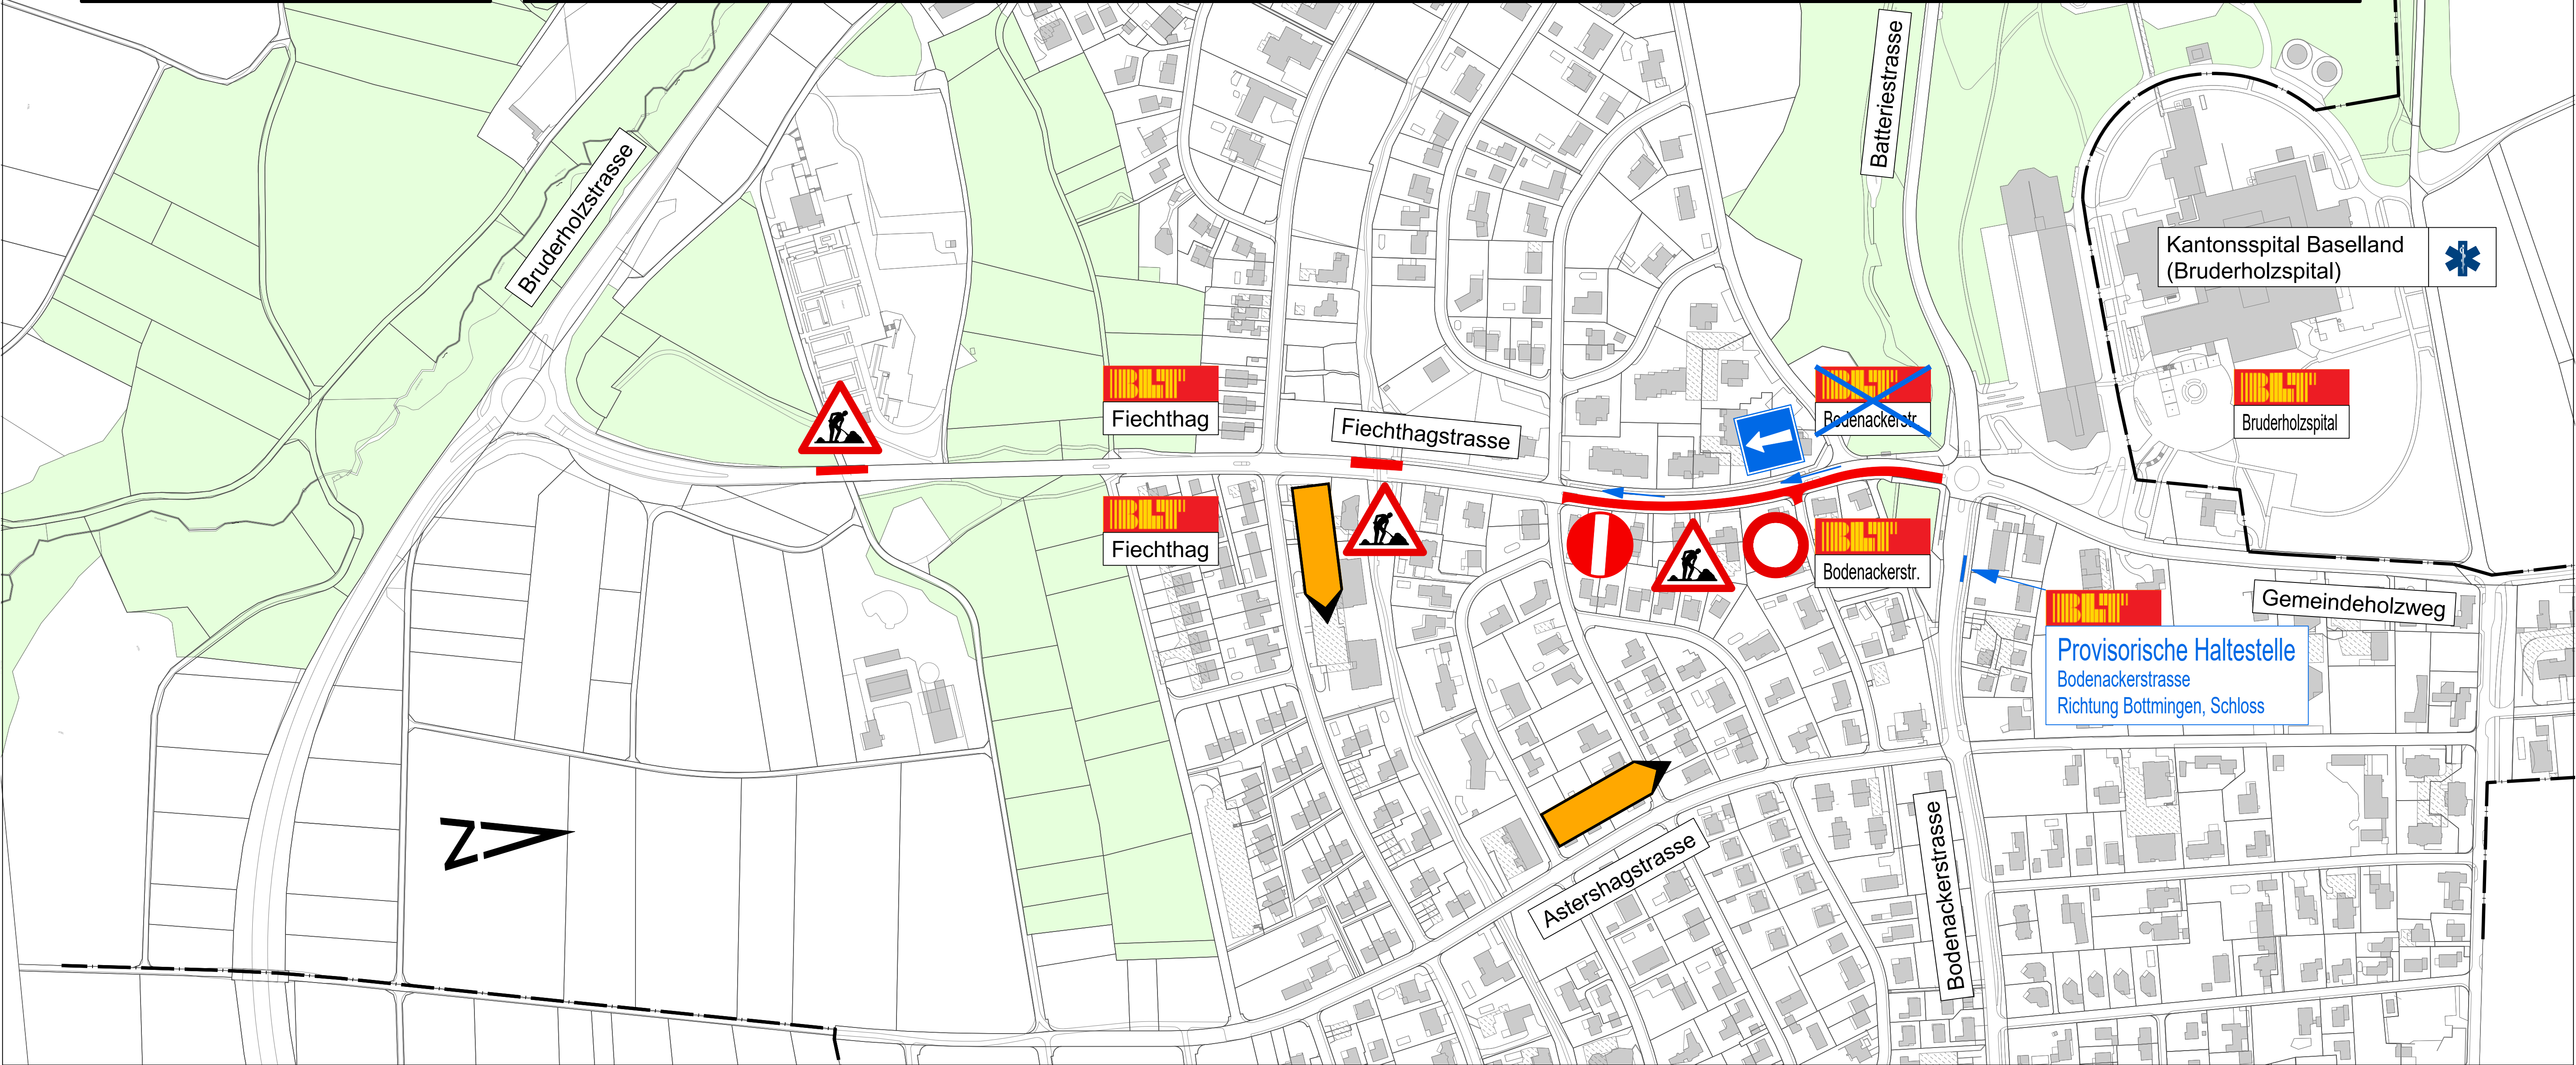 Batteriestrasse
Bruderholzstrasse
Kantonsspital Baselland
(Bruderholzspital)
BLT
Fiechthag
Fiechthagstrasse
BLT
Bodenackerstr.
BLT
Bruderholzspital
BLT
Fiechthag
BLT
Bodenackerstr.
Gemeindeholzweg
BLT
Provisorische Haltestelle
Bodenackerstrasse
Richtung Bottmingen, Schloss
N
Astershagstrasse
Bodenackerstrasse